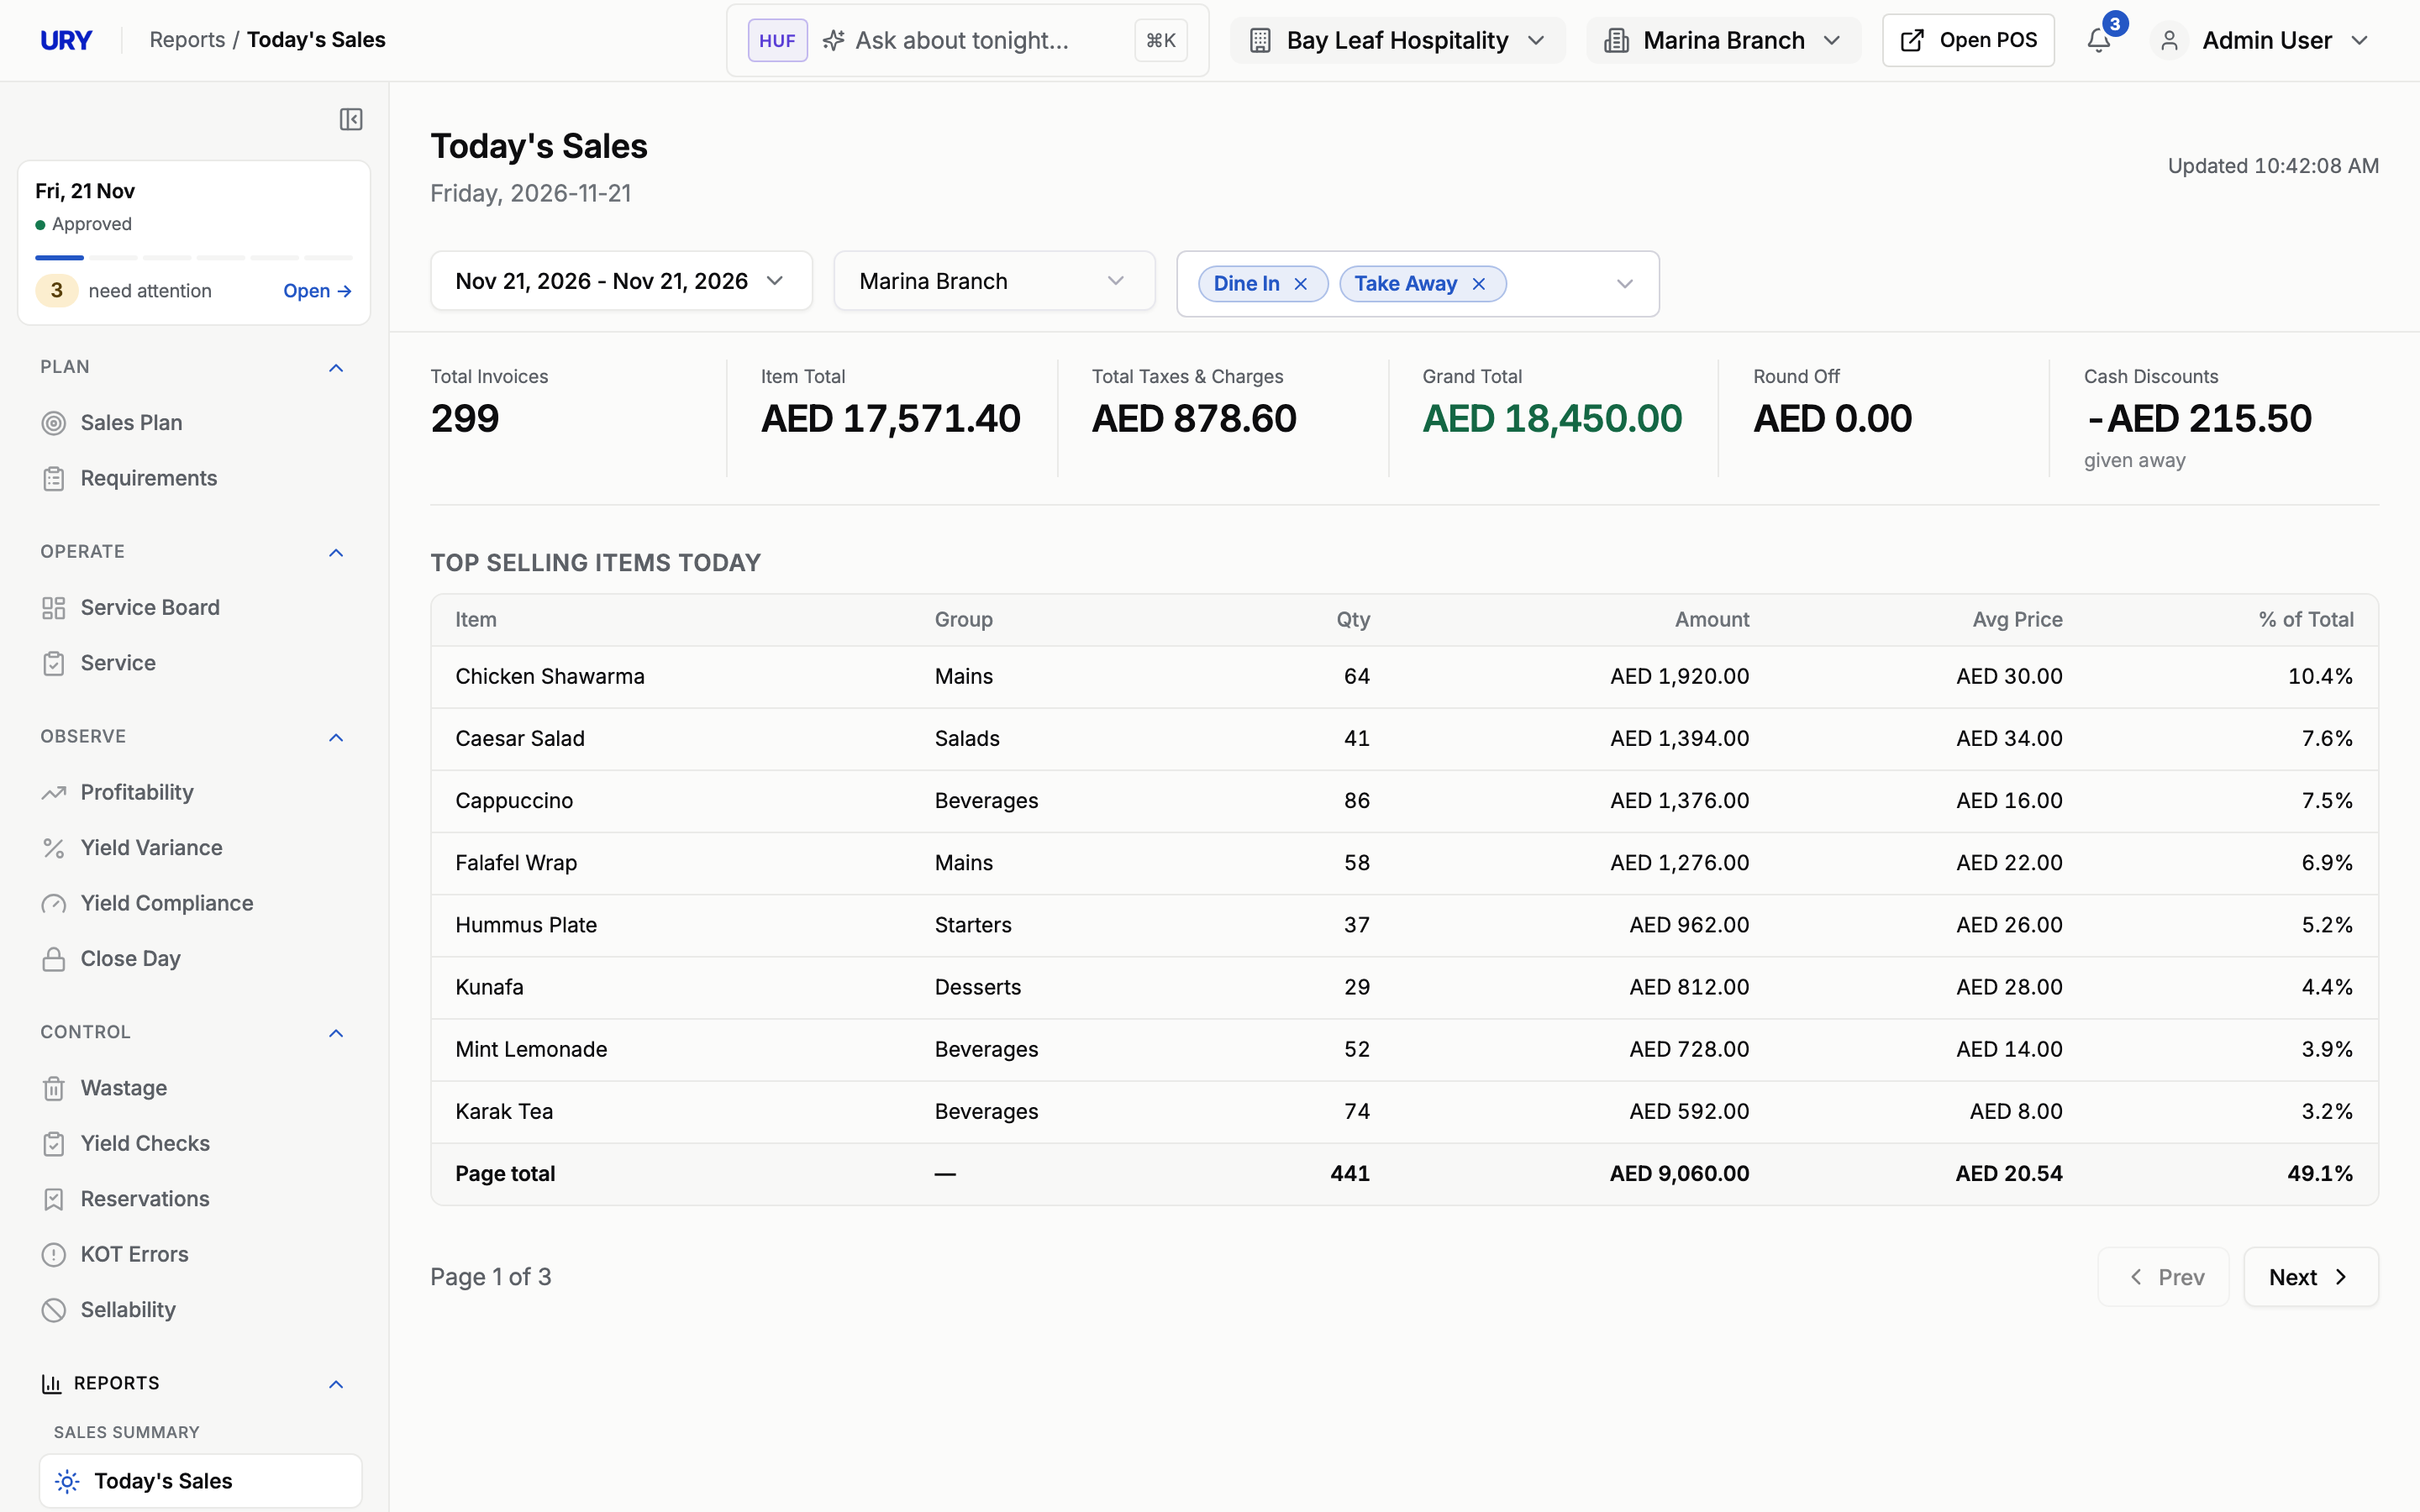 URY
Reports / Today's Sales
HUF Ask about tonight... ⌘K
Bay Leaf Hospitality
Marina Branch
Open POS
3
Admin User
Fri, 21 Nov
Approved
3 need attention Open →
PLAN
Sales Plan
Requirements
OPERATE
Service Board
Service
OBSERVE
Profitability
Yield Variance
Yield Compliance
Close Day
CONTROL
Wastage
Yield Checks
Reservations
KOT Errors
Sellability
REPORTS
SALES SUMMARY
Today's Sales
Today's Sales
Friday, 2026-11-21
Updated 10:42:08 AM
Nov 21, 2026 - Nov 21, 2026
Marina Branch
Dine In × Take Away ×
Total Invoices
299
Item Total
AED 17,571.40
Total Taxes & Charges
AED 878.60
Grand Total
AED 18,450.00
Round Off
AED 0.00
Cash Discounts
-AED 215.50
given away
TOP SELLING ITEMS TODAY
Item Group Qty Amount Avg Price % of Total
Chicken Shawarma Mains 64 AED 1,920.00 AED 30.00 10.4%
Caesar Salad Salads 41 AED 1,394.00 AED 34.00 7.6%
Cappuccino Beverages 86 AED 1,376.00 AED 16.00 7.5%
Falafel Wrap Mains 58 AED 1,276.00 AED 22.00 6.9%
Hummus Plate Starters 37 AED 962.00 AED 26.00 5.2%
Kunafa Desserts 29 AED 812.00 AED 28.00 4.4%
Mint Lemonade Beverages 52 AED 728.00 AED 14.00 3.9%
Karak Tea Beverages 74 AED 592.00 AED 8.00 3.2%
Page total — 441 AED 9,060.00 AED 20.54 49.1%
Page 1 of 3
Prev
Next